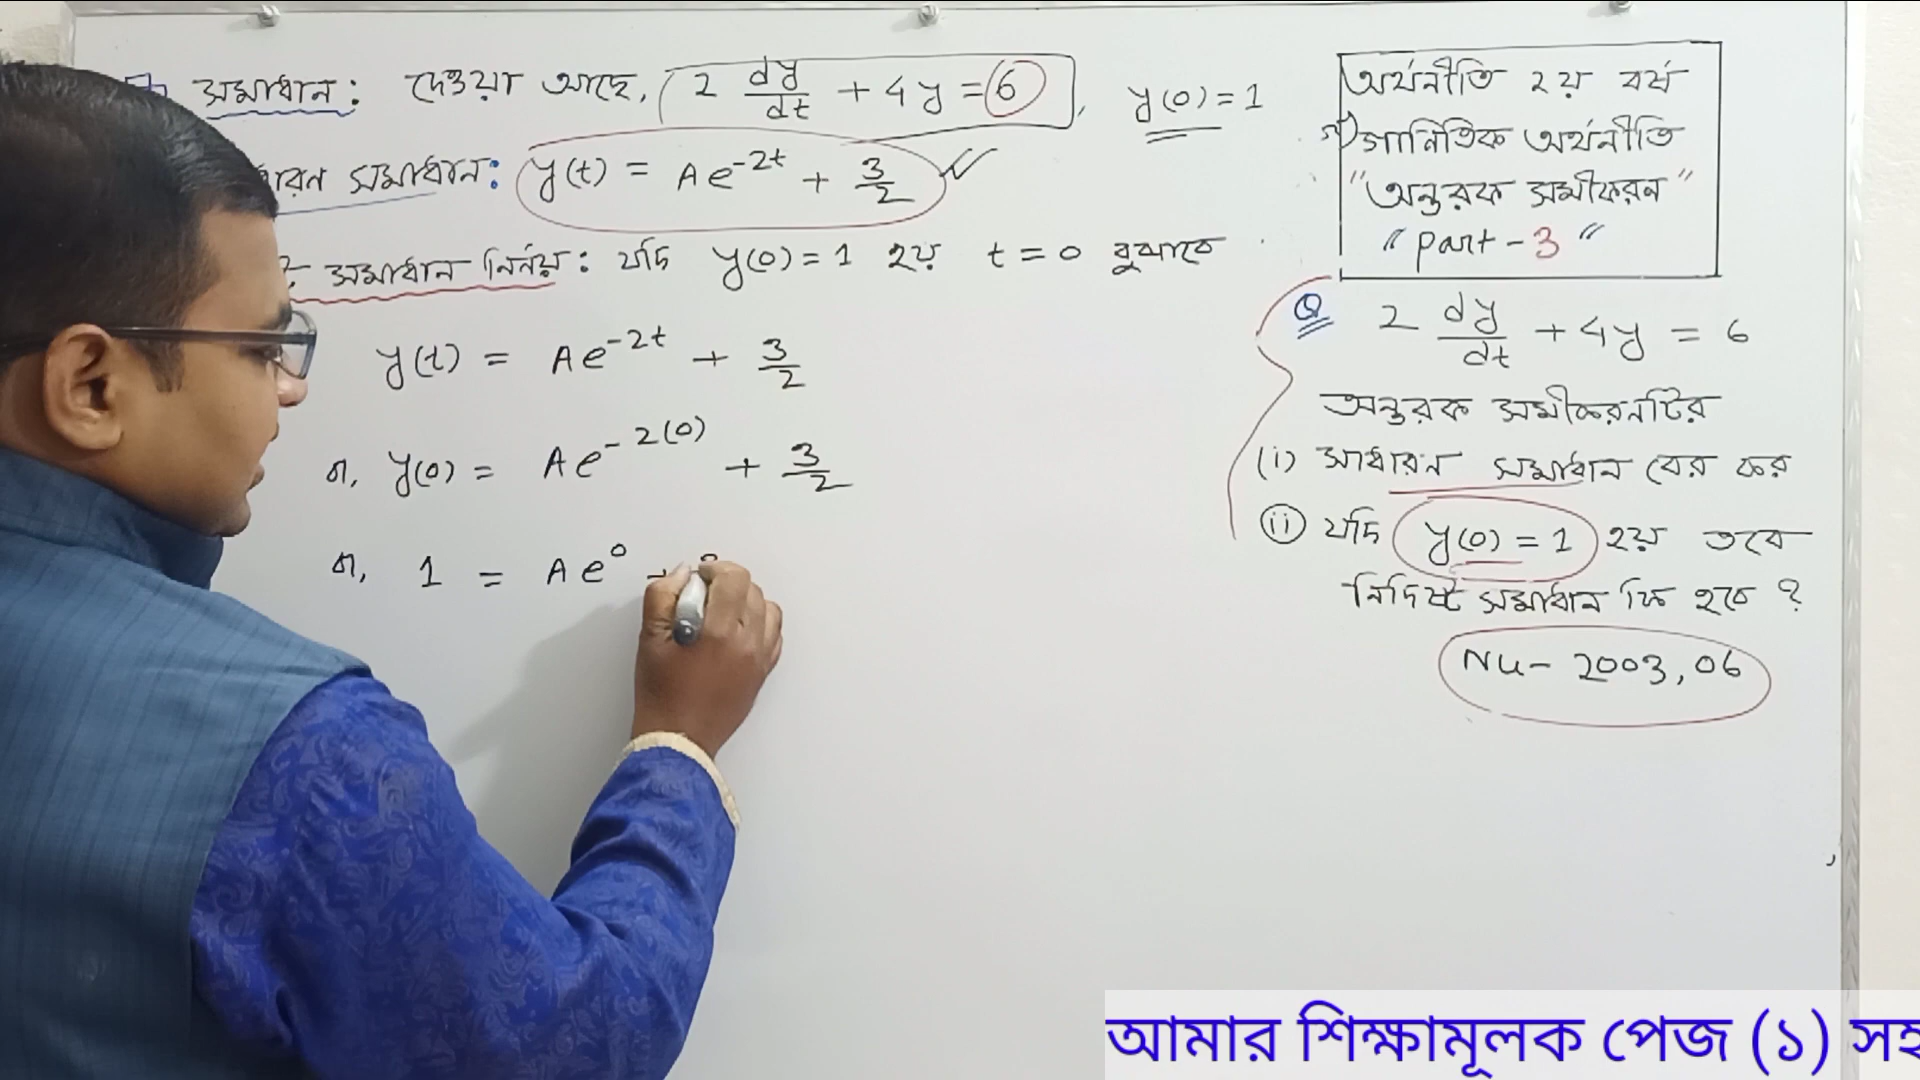 সমাধান: দেওয়া আছে, 2 dy/dt + 4y = 6, y(0) = 1
সমাধান: y(t) = Ae^-2t + 3/2
সমাধান নির্নয়: যদি y(0) = 1 হয় t = 0 বুঝাবে
y(t) = Ae^-2t + 3/2
বা, y(0) = Ae^-2(0) + 3/2
বা, 1 = Ae^0
অর্থনীতি ২য় বর্ষ
গানিতিক অর্থনীতি
"অন্তরক সমীকরন"
"Part-3"
Q 2 dy/dt + 4y = 6
অন্তরক সমীকরনটির
(i) সাধারন সমাধান বের কর
(ii) যদি y(0) = 1 হয় তবে
নির্দিষ্ট সমাধান কি হবে ?
NU- 2003, 06
আমার শিক্ষামূলক পেজ (১)